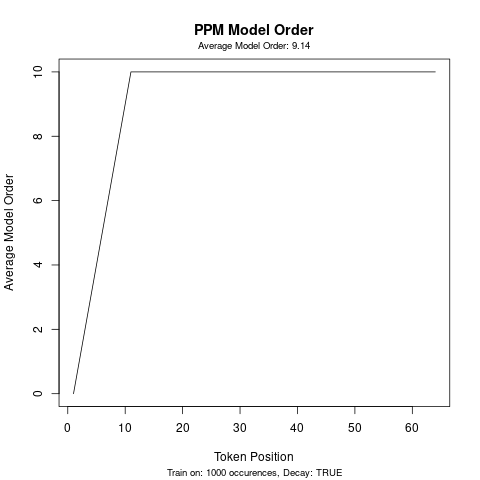 PPM Model Order
Average Model Order: 9.14
Average Model Order
10
8
6
4
2
0
0 10 20 30 40 50 60
Token Position
Train on: 1000 occurences, Decay: TRUE